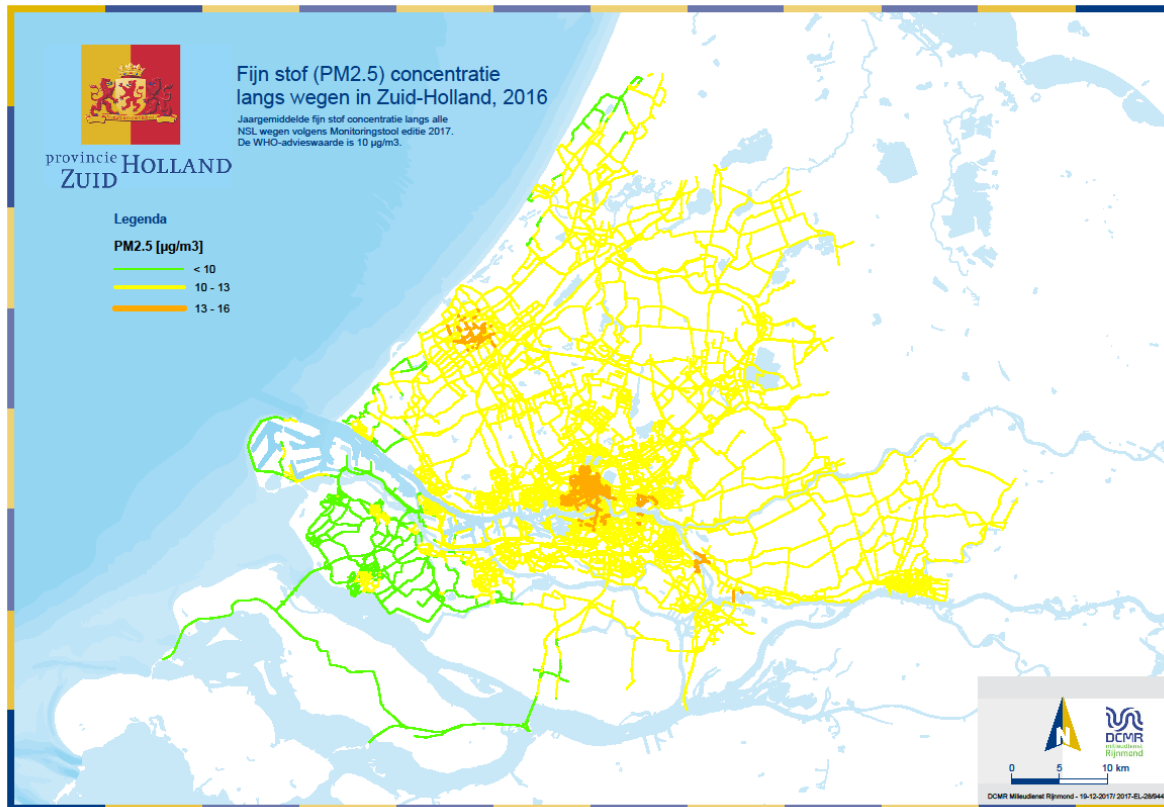 Fijn stof (PM2.5) concentratie
langs wegen in Zuid-Holland, 2016
Jaargemiddelde fijn stof concentratie langs alle
NSL wegen volgens Monitoringstool editie 2017.
De WHO-advieswaarde is 10 µg/m3.
provincie HOLLAND
ZUID
Legenda
PM2.5 [µg/m3]
< 10
10 - 13
13 - 16
N
DCMR
milieudienst
Rijnmond
0 5 10 km
DCMR Milieudienst Rijnmond - 19-12-2017/ 2017-EL-28/944